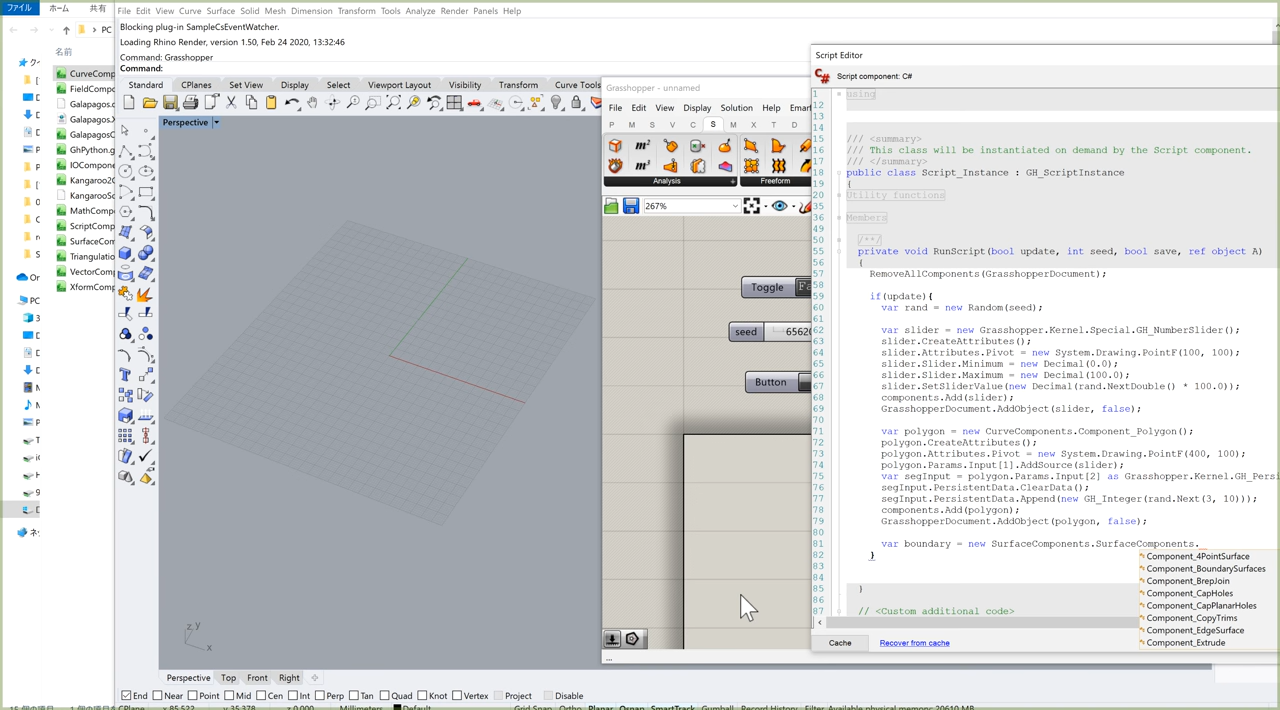 ファイル ホーム 共有
File Edit View Curve Surface Solid Mesh Dimension Transform Tools Analyze Render Panels Help
Blocking plug-in SampleCsEventWatcher.
Loading Rhino Render, version 1.50, Feb 24 2020, 13:32:46
Command: Grasshopper
Command:
PC
名前
CurveComp
FieldCompo
Galapagos.c
Galapagos.X
GalapagosC
GhPython.g
IOCompone
Kangaroo20
KangarooSo
MathCompo
ScriptComp
SurfaceCom
Triangulatio
VectorComp
XformComp
Standard CPlanes Set View Display Select Viewport Layout Visibility Transform Curve Tools
Perspective
z y
x
Perspective Top Front Right
End Near Point Mid Cen Int Perp Tan Quad Knot Vertex Project Disable
CPlane x 85.522 y 35.378 z 0.000 Millimeters Default Grid Snap Ortho Planar Osnap SmartTrack Gumball Record History Filter Available physical memory: 20610 MB
Grasshopper - unnamed
File Edit View Display Solution Help
P M S V C S M X T D
Analysis Freeform
267%
Toggle
seed
Button
...
Script Editor
Script component: C#
1 using
12
13
14
15 /// <summary>
16 /// This class will be instantiated on demand by the Script component.
17 /// </summary>
18 public class Script_Instance : GH_ScriptInstance
19 {
20 Utility functions
35
36 Members
49
50 /**/
55 private void RunScript(bool update, int seed, bool save, ref object A)
56 {
57 RemoveAllComponents(GrasshopperDocument);
58
59 if(update){
60 var rand = new Random(seed);
61
62 var slider = new Grasshopper.Kernel.Special.GH_NumberSlider();
63 slider.CreateAttributes();
64 slider.Attributes.Pivot = new System.Drawing.PointF(100, 100);
65 slider.Slider.Minimum = new Decimal(0.0);
66 slider.Slider.Maximum = new Decimal(100.0);
67 slider.SetSliderValue(new Decimal(rand.NextDouble() * 100.0));
68 components.Add(slider);
69 GrasshopperDocument.AddObject(slider, false);
70
71 var polygon = new CurveComponents.Component_Polygon();
72 polygon.CreateAttributes();
73 polygon.Attributes.Pivot = new System.Drawing.PointF(400, 100);
74 polygon.Params.Input[1].AddSource(slider);
75 var segInput = polygon.Params.Input[2] as Grasshopper.Kernel.GH_Persi
76 segInput.PersistentData.ClearData();
77 segInput.PersistentData.Append(new GH_Integer(rand.Next(3, 10)));
78 components.Add(polygon);
79 GrasshopperDocument.AddObject(polygon, false);
80
81 var boundary = new SurfaceComponents.SurfaceComponents.
82 }
83
84
85 }
86
87 // <Custom additional code>
Component_4PointSurface
Component_BoundarySurfaces
Component_BrepJoin
Component_CapHoles
Component_CapPlanarHoles
Component_CopyTrims
Component_EdgeSurface
Component_Extrude
Cache Recover from cache